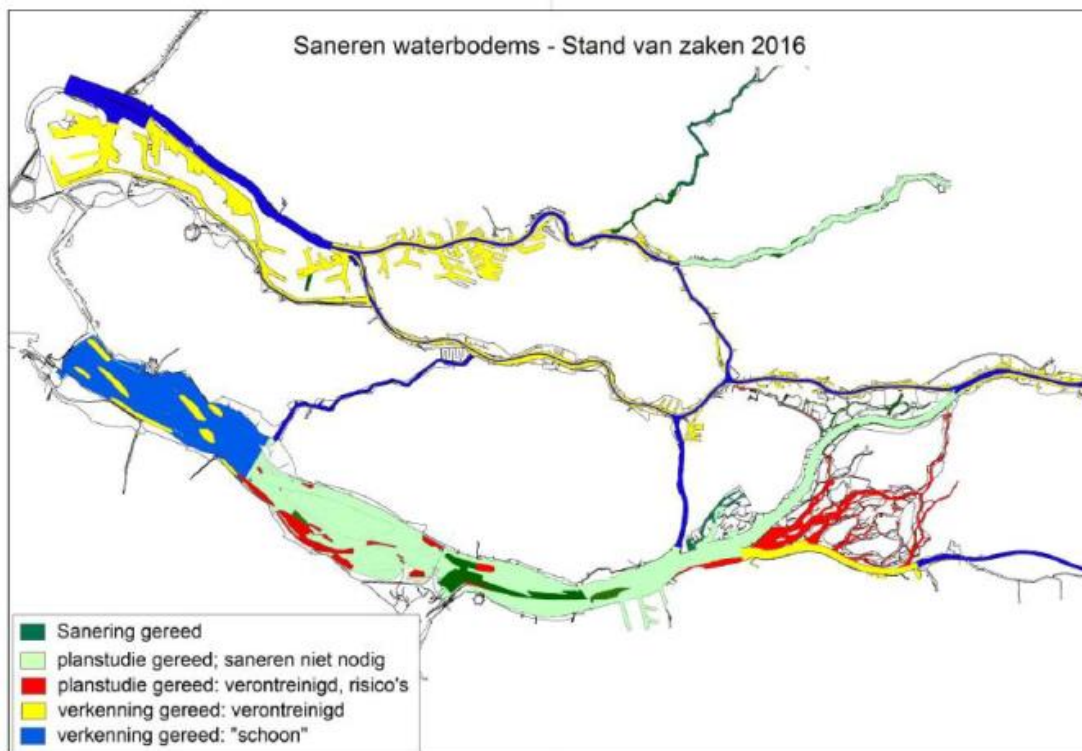 Saneren waterbodems - Stand van zaken 2016
Sanering gereed
planstudie gereed; saneren niet nodig
planstudie gereed: verontreinigd, risico's
verkenning gereed: verontreinigd
verkenning gereed: "schoon"